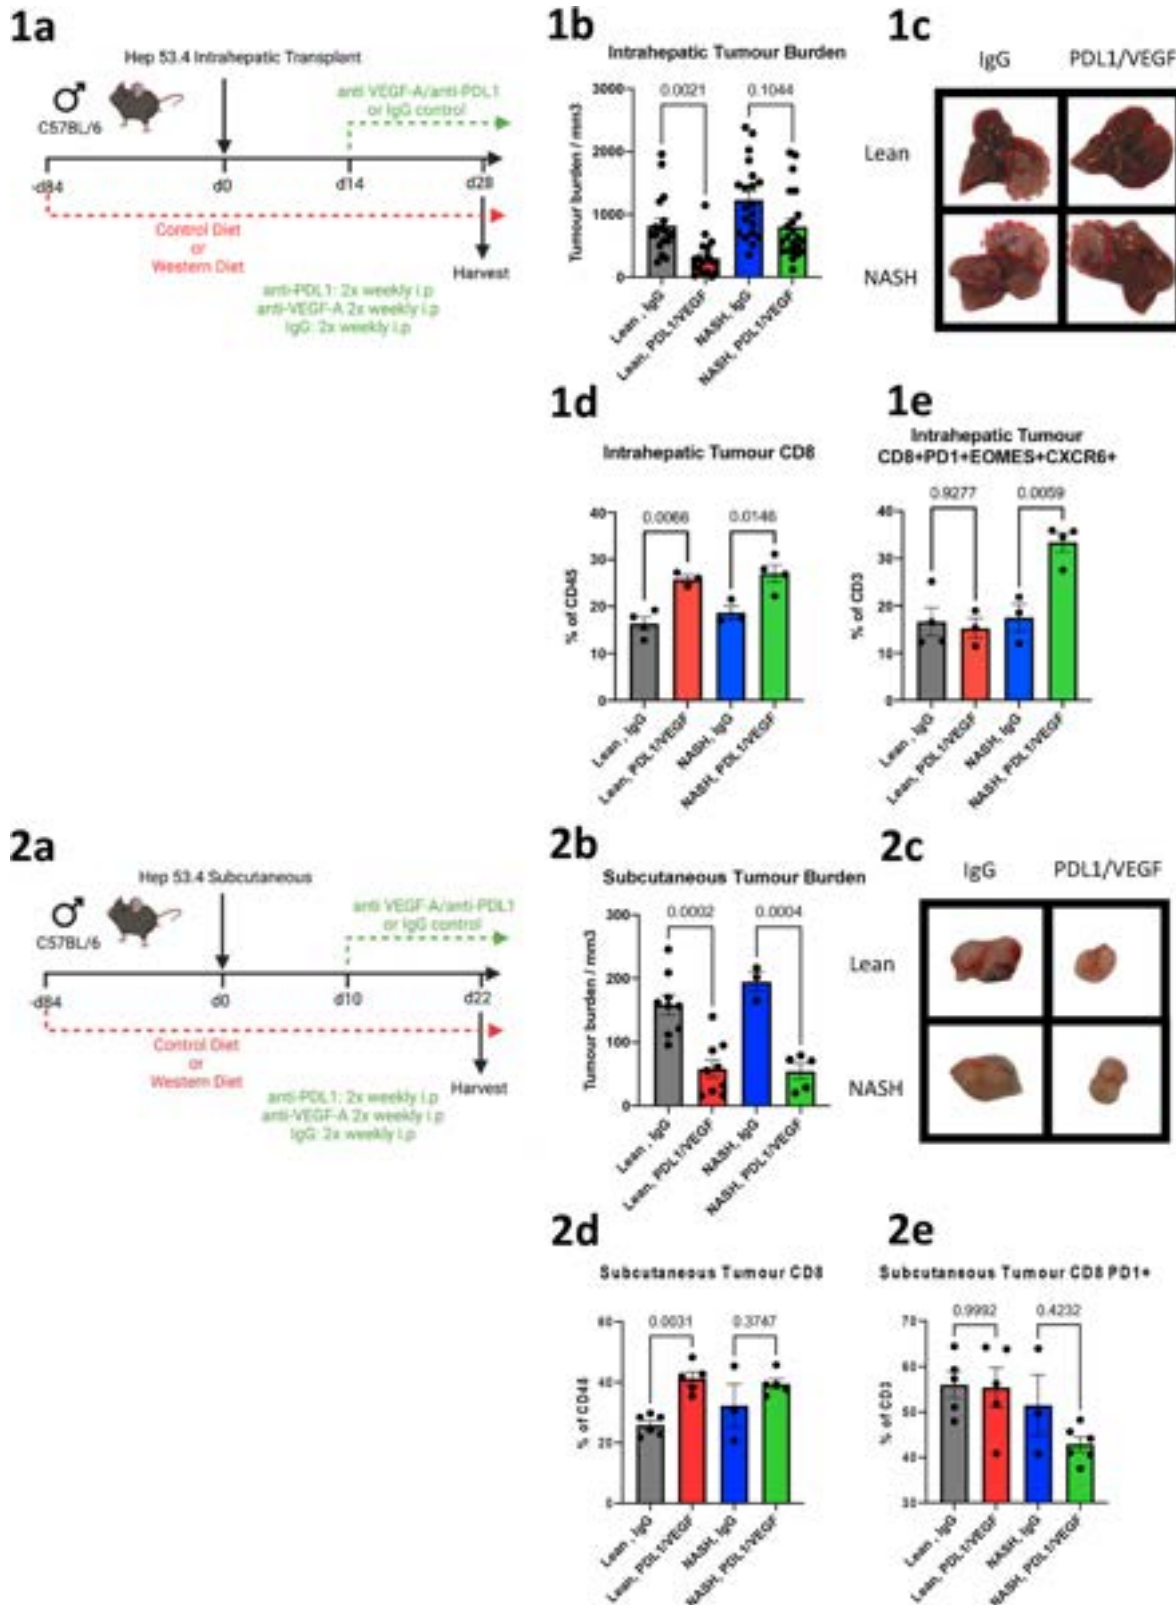 1a
Hep 53.4 Intrahepatic Transplant
anti VEGF-A/anti-PDL1
or IgG control
♂
C57BL/6
-d84
d0
d14
d28
Control Diet
or
Western Diet
Harvest
anti-PDL1: 2x weekly i.p
anti-VEGF-A 2x weekly i.p
IgG: 2x weekly i.p
1b
Intrahepatic Tumour Burden
Tumour burden / mm3
3000
2000
1000
0
0.0021
0.1044
Lean , IgG
Lean, PDL1/VEGF
NASH, IgG
NASH, PDL1/VEGF
1c
IgG
PDL1/VEGF
Lean
NASH
1d
Intrahepatic Tumour CD8
% of CD45
40
30
20
10
0
0.0066
0.0146
Lean , IgG
Lean, PDL1/VEGF
NASH, IgG
NASH, PDL1/VEGF
1e
Intrahepatic Tumour
CD8+PD1+EOMES+CXCR6+
% of CD3
40
30
20
10
0
0.9277
0.0059
Lean , IgG
Lean, PDL1/VEGF
NASH, IgG
NASH, PDL1/VEGF
2a
Hep 53.4 Subcutaneous
anti VEGF-A/anti-PDL1
or IgG control
♂
C57BL/6
-d84
d0
d10
d22
Control Diet
or
Western Diet
Harvest
anti-PDL1: 2x weekly i.p
anti-VEGF-A 2x weekly i.p
IgG: 2x weekly i.p
2b
Subcutaneous Tumour Burden
Tumour burden / mm3
300
200
100
0
0.0002
0.0004
Lean , IgG
Lean, PDL1/VEGF
NASH, IgG
NASH, PDL1/VEGF
2c
IgG
PDL1/VEGF
Lean
NASH
2d
Subcutaneous Tumour CD8
% of CD45
60
40
20
0
0.0031
0.3747
Lean , IgG
Lean, PDL1/VEGF
NASH, IgG
NASH, PDL1/VEGF
2e
Subcutaneous Tumour CD8 PD1+
% of CD3
70
60
50
40
30
0.9992
0.4232
Lean , IgG
Lean, PDL1/VEGF
NASH, IgG
NASH, PDL1/VEGF